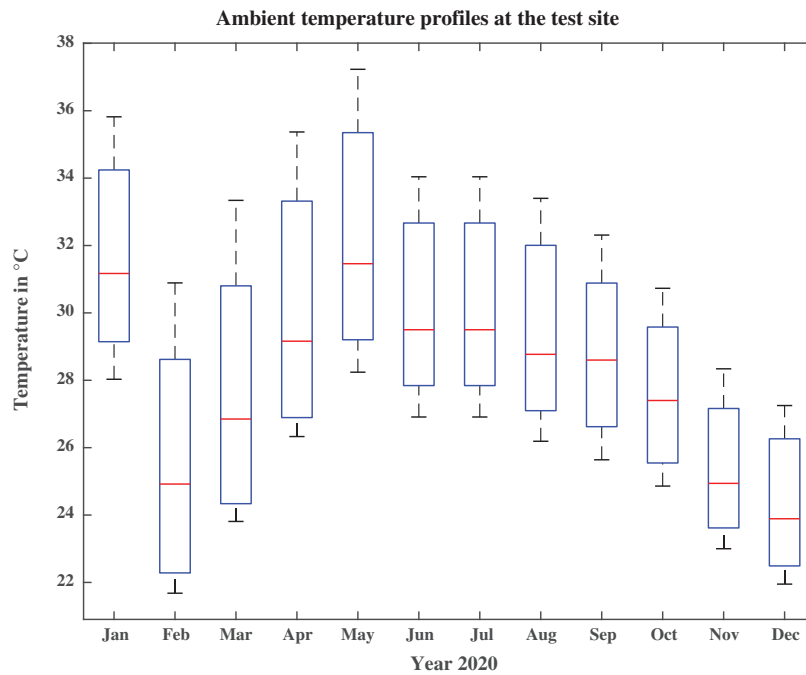 Ambient temperature profiles at the test site
38
36
34
32
30
28
26
24
22
Temperature in °C
Jan Feb Mar Apr May Jun Jul Aug Sep Oct Nov Dec
Year 2020